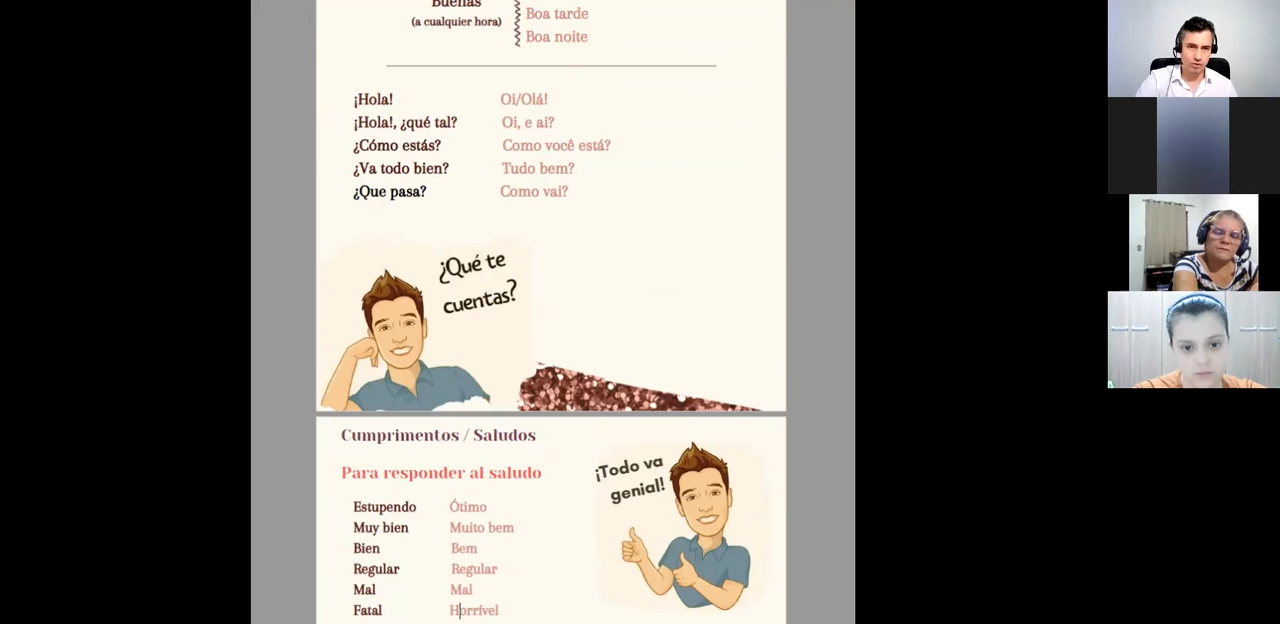 Buenas
(a cualquier hora)
Boa tarde
Boa noite
¡Hola! Oi/Olá!
¡Hola!, ¿qué tal? Oi, e ai?
¿Cómo estás? Como você está?
¿Va todo bien? Tudo bem?
¿Que pasa? Como vai?
¿Qué te
cuentas?
Cumprimentos / Saludos
Para responder al saludo
¡Todo va
genial!
Estupendo Ótimo
Muy bien Muito bem
Bien Bem
Regular Regular
Mal Mal
Fatal Horrível